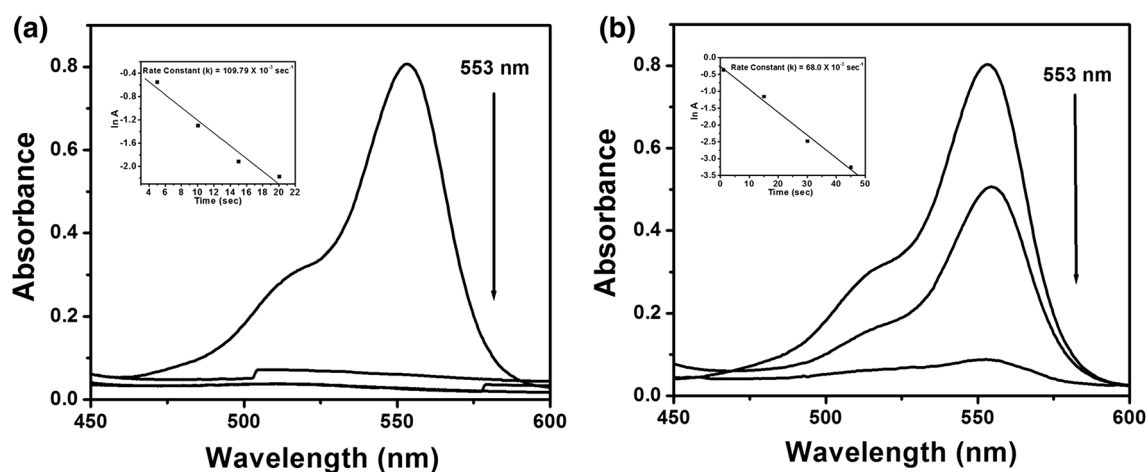 (a)
Absorbance
0.8
0.6
0.4
0.2
0.0
450
500
550
600
Wavelength (nm)
553 nm
Rate Constant (k) = 109.79 X 10⁻³ sec⁻¹
ln A
-0.4
-0.8
-1.2
-1.6
-2.0
4 6 8 10 12 14 16 18 20 22
Time (sec)
(b)
Absorbance
0.8
0.6
0.4
0.2
0.0
450
500
550
600
Wavelength (nm)
553 nm
Rate Constant (k) = 68.0 X 10⁻³ sec⁻¹
ln A
0.0
-0.5
-1.0
-1.5
-2.0
-2.5
-3.0
-3.5
0 10 20 30 40 50
Time (sec)